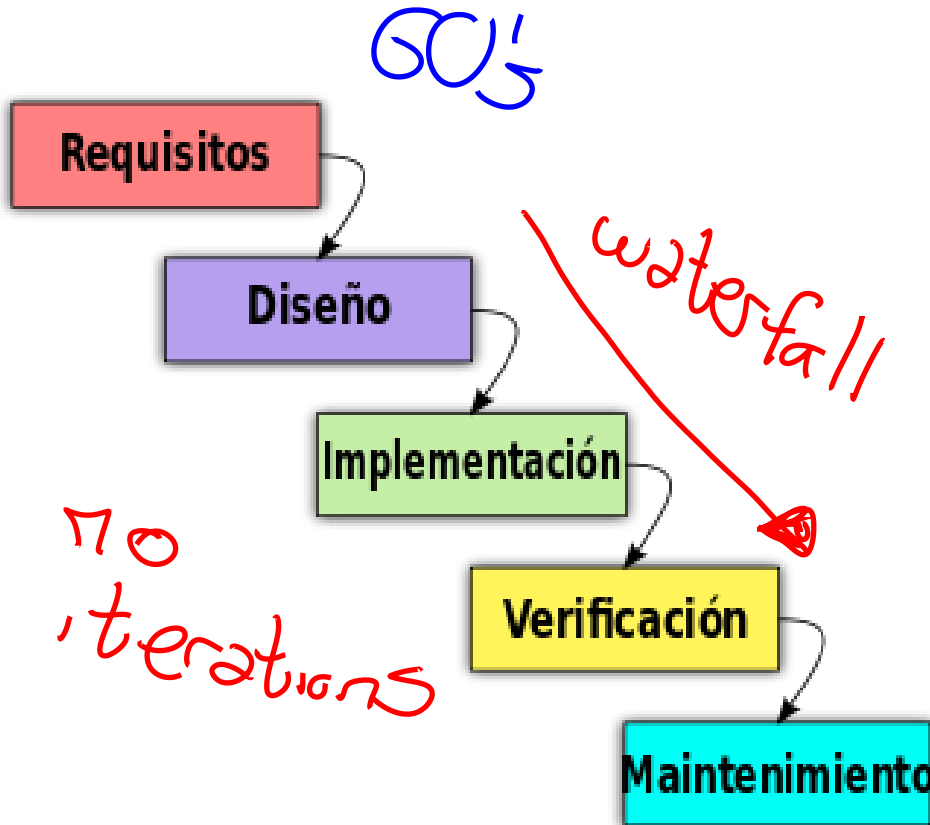 60's
Requisitos
Diseño
waterfall
Implementación
no
iterations
Verificación
Maintenimiento